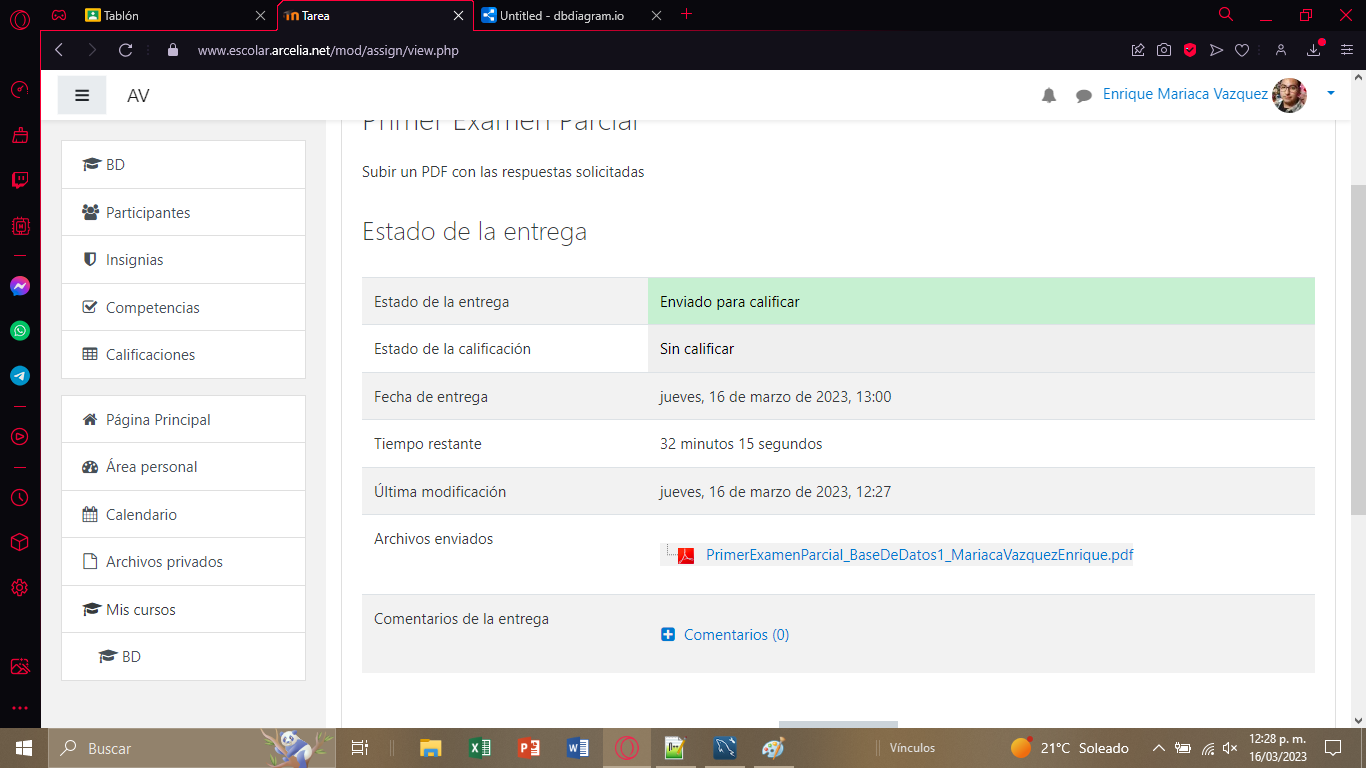 Tablón
Tarea
Untitled - dbdiagram.io
www.escolar.arcelia.net/mod/assign/view.php
AV
Enrique Mariaca Vazquez
BD
Participantes
Insignias
Competencias
Calificaciones
Página Principal
Área personal
Calendario
Archivos privados
Mis cursos
BD
Primer Examen Parcial
Subir un PDF con las respuestas solicitadas
Estado de la entrega
Estado de la entrega Enviado para calificar
Estado de la calificación Sin calificar
Fecha de entrega jueves, 16 de marzo de 2023, 13:00
Tiempo restante 32 minutos 15 segundos
Última modificación jueves, 16 de marzo de 2023, 12:27
Archivos enviados
PrimerExamenParcial_BaseDeDatos1_MariacaVazquezEnrique.pdf
Comentarios de la entrega
Comentarios (0)
Buscar
Vínculos
21°C Soleado
12:28 p. m.
16/03/2023